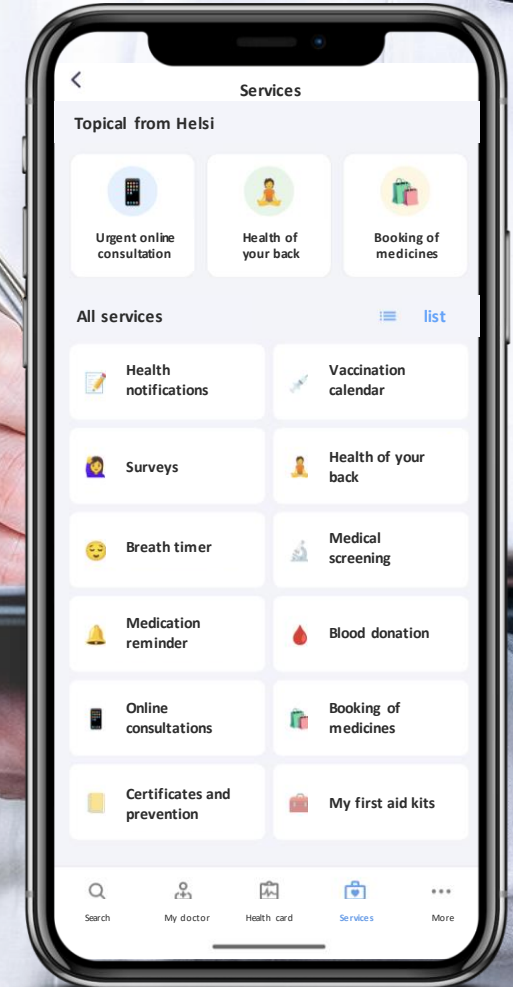 Services
Topical from Helsi
Urgent online
consultation
Health of
your back
Booking of
medicines
All services
list
Health
notifications
Vaccination
calendar
Surveys
Health of your
back
Breath timer
Medical
screening
Medication
reminder
Blood donation
Online
consultations
Booking of
medicines
Certificates and
prevention
My first aid kits
Search
My doctor
Health card
Services
More